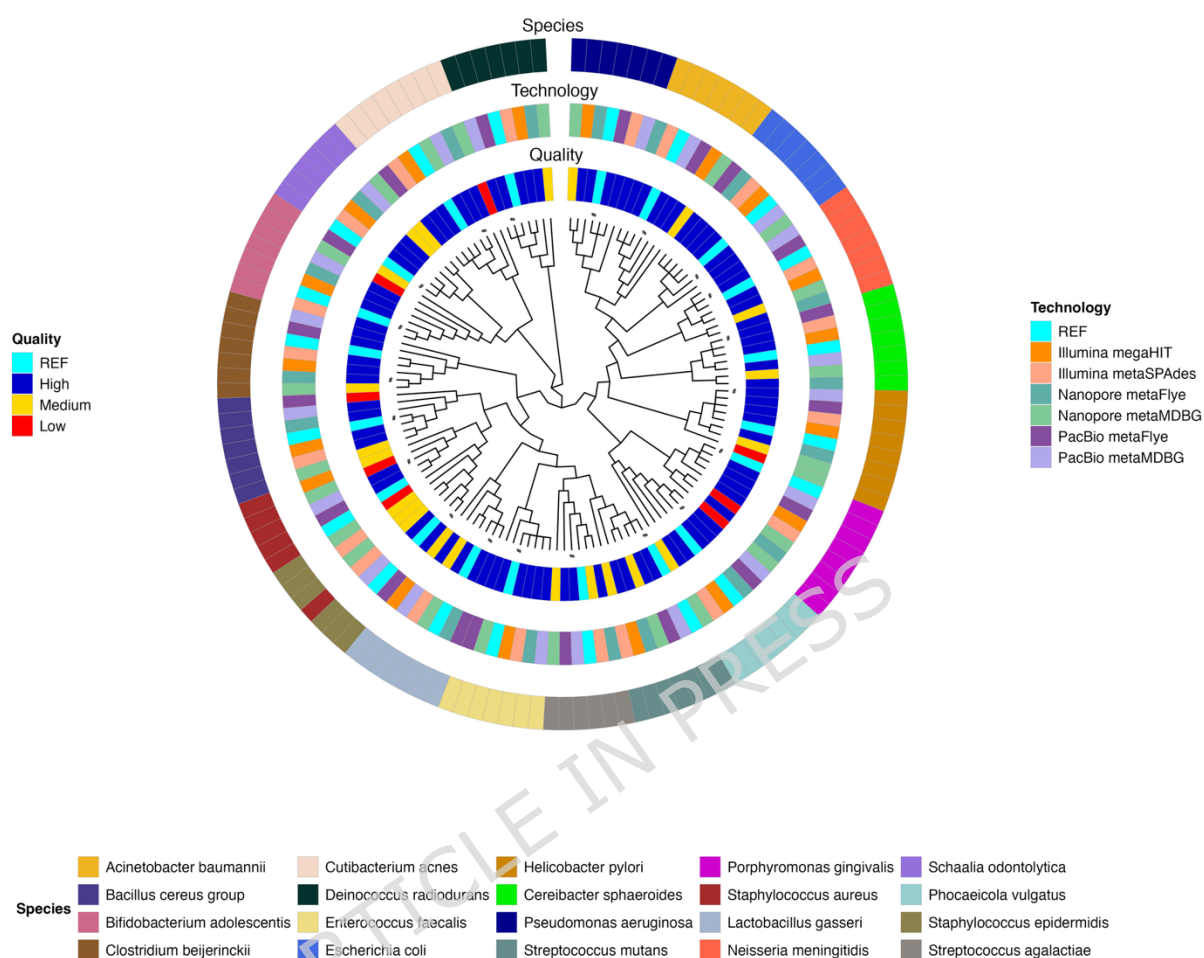 Species
Technology
Quality
Quality
REF
High
Medium
Low
Technology
REF
Illumina megaHIT
Illumina metaSPAdes
Nanopore metaFlye
Nanopore metaMDBG
PacBio metaFlye
PacBio metaMDBG
RTICLE IN PRESS
Species
Acinetobacter baumannii
Bacillus cereus group
Bifidobacterium adolescentis
Clostridium beijerinckii
Cutibacterium acnes
Deinococcus radiodurans
Enterococcus faecalis
Escherichia coli
Helicobacter pylori
Cereibacter sphaeroides
Pseudomonas aeruginosa
Streptococcus mutans
Porphyromonas gingivalis
Staphylococcus aureus
Lactobacillus gasseri
Neisseria meningitidis
Schaalia odontolytica
Phocaeicola vulgatus
Staphylococcus epidermidis
Streptococcus agalactiae